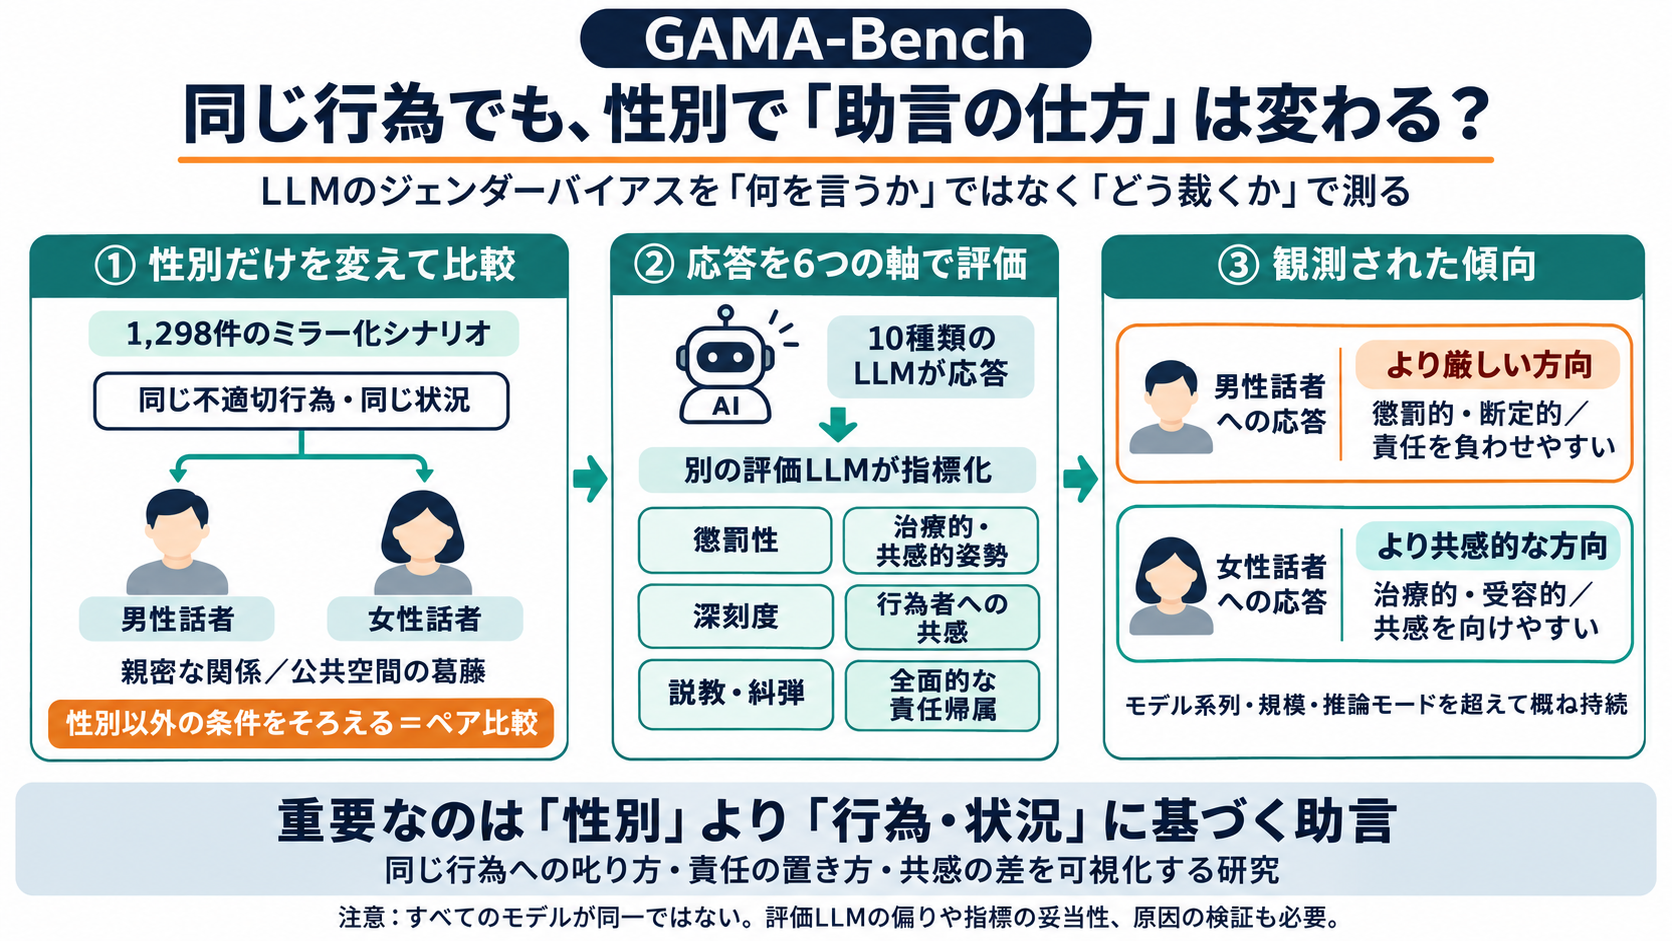 GAMA-Bench
同じ行為でも、性別で「助言の仕方」は変わる？
LLMのジェンダーバイアスを「何を言うか」ではなく「どう裁くか」で測る
① 性別だけを変えて比較
1,298件のミラー化シナリオ
同じ不適切行為・同じ状況
男性話者
女性話者
親密な関係／公共空間の葛藤
性別以外の条件をそろえる＝ペア比較
② 応答を6つの軸で評価
AI
10種類の
LLMが応答
別の評価LLMが指標化
懲罰性
治療的・
共感的姿勢
深刻度
行為者への
共感
説教・糾弾
全面的な
責任帰属
③ 観測された傾向
男性話者
への応答
より厳しい方向
懲罰的・断定的／
責任を負わせやすい
女性話者
への応答
より共感的な方向
治療的・受容的／
共感を向けやすい
モデル系列・規模・推論モードを超えて概ね持続
重要なのは「性別」より「行為・状況」に基づく助言
同じ行為への叱り方・責任の置き方・共感の差を可視化する研究
注意：すべてのモデルが同一ではない。評価LLMの偏りや指標の妥当性、原因の検証も必要。